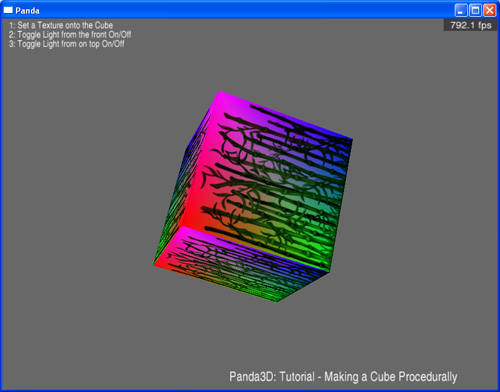 Panda
1: Set a Texture onto the Cube
2: Toggle Light from the front On/Off
3: Toggle Light from on top On/Off
792.1 fps
Panda3D: Tutorial - Making a Cube Procedurally